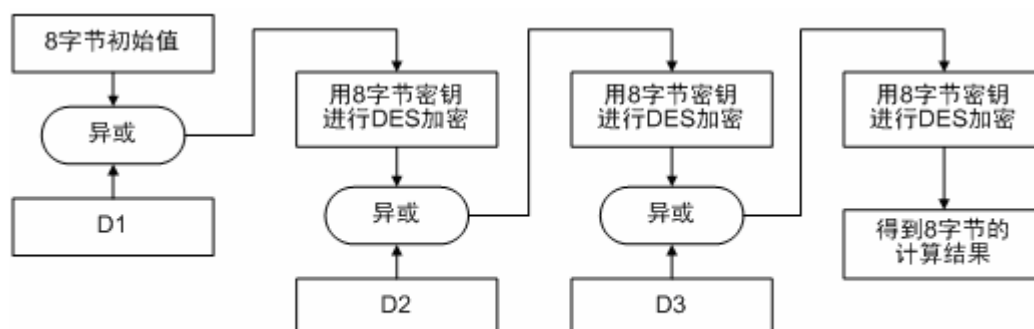 8字节初始值
异或
D1
用8字节密钥
进行DES加密
异或
D2
用8字节密钥
进行DES加密
异或
D3
用8字节密钥
进行DES加密
得到8字节的
计算结果